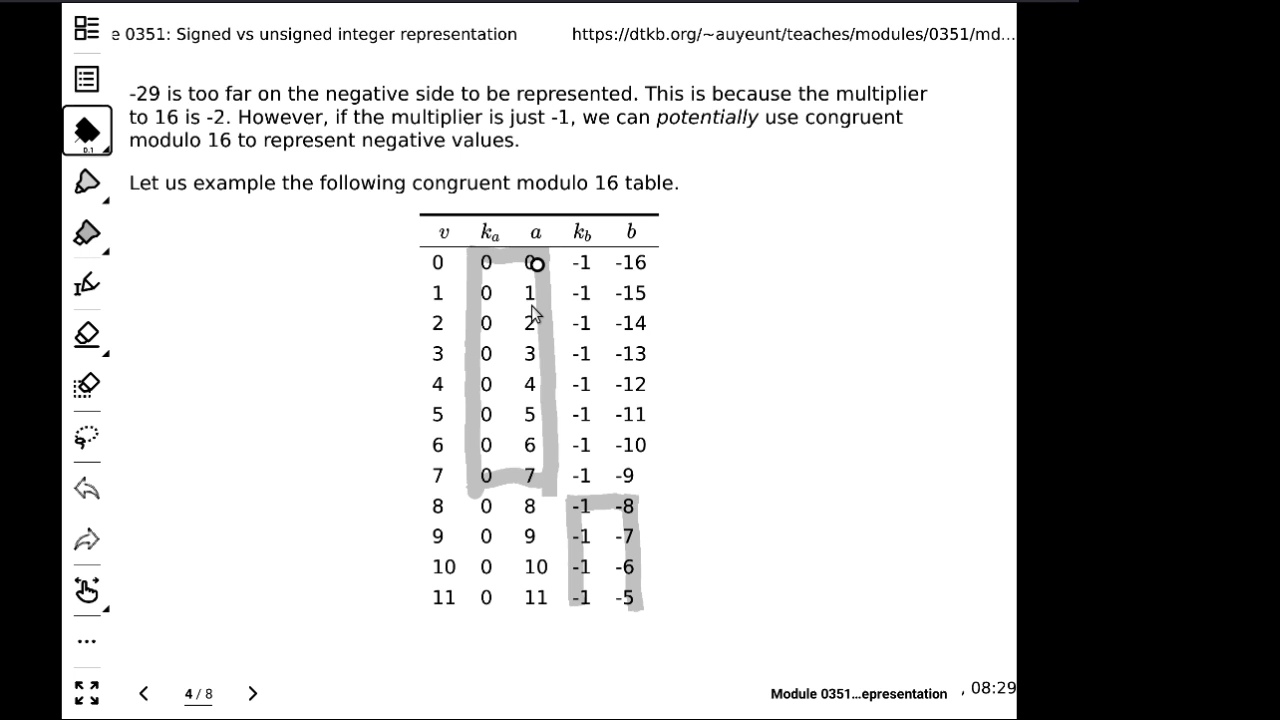 e 0351: Signed vs unsigned integer representation https://dtkb.org/~auyeunt/teaches/modules/0351/md...
-29 is too far on the negative side to be represented. This is because the multiplier
to 16 is -2. However, if the multiplier is just -1, we can potentially use congruent
modulo 16 to represent negative values.
Let us example the following congruent modulo 16 table.
v ka a kb b
0 0 0 -1 -16
1 0 1 -1 -15
2 0 2 -1 -14
3 0 3 -1 -13
4 0 4 -1 -12
5 0 5 -1 -11
6 0 6 -1 -10
7 0 7 -1 -9
8 0 8 -1 -8
9 0 9 -1 -7
10 0 10 -1 -6
11 0 11 -1 -5
0.1
4 / 8
Module 0351...epresentation , 08:29